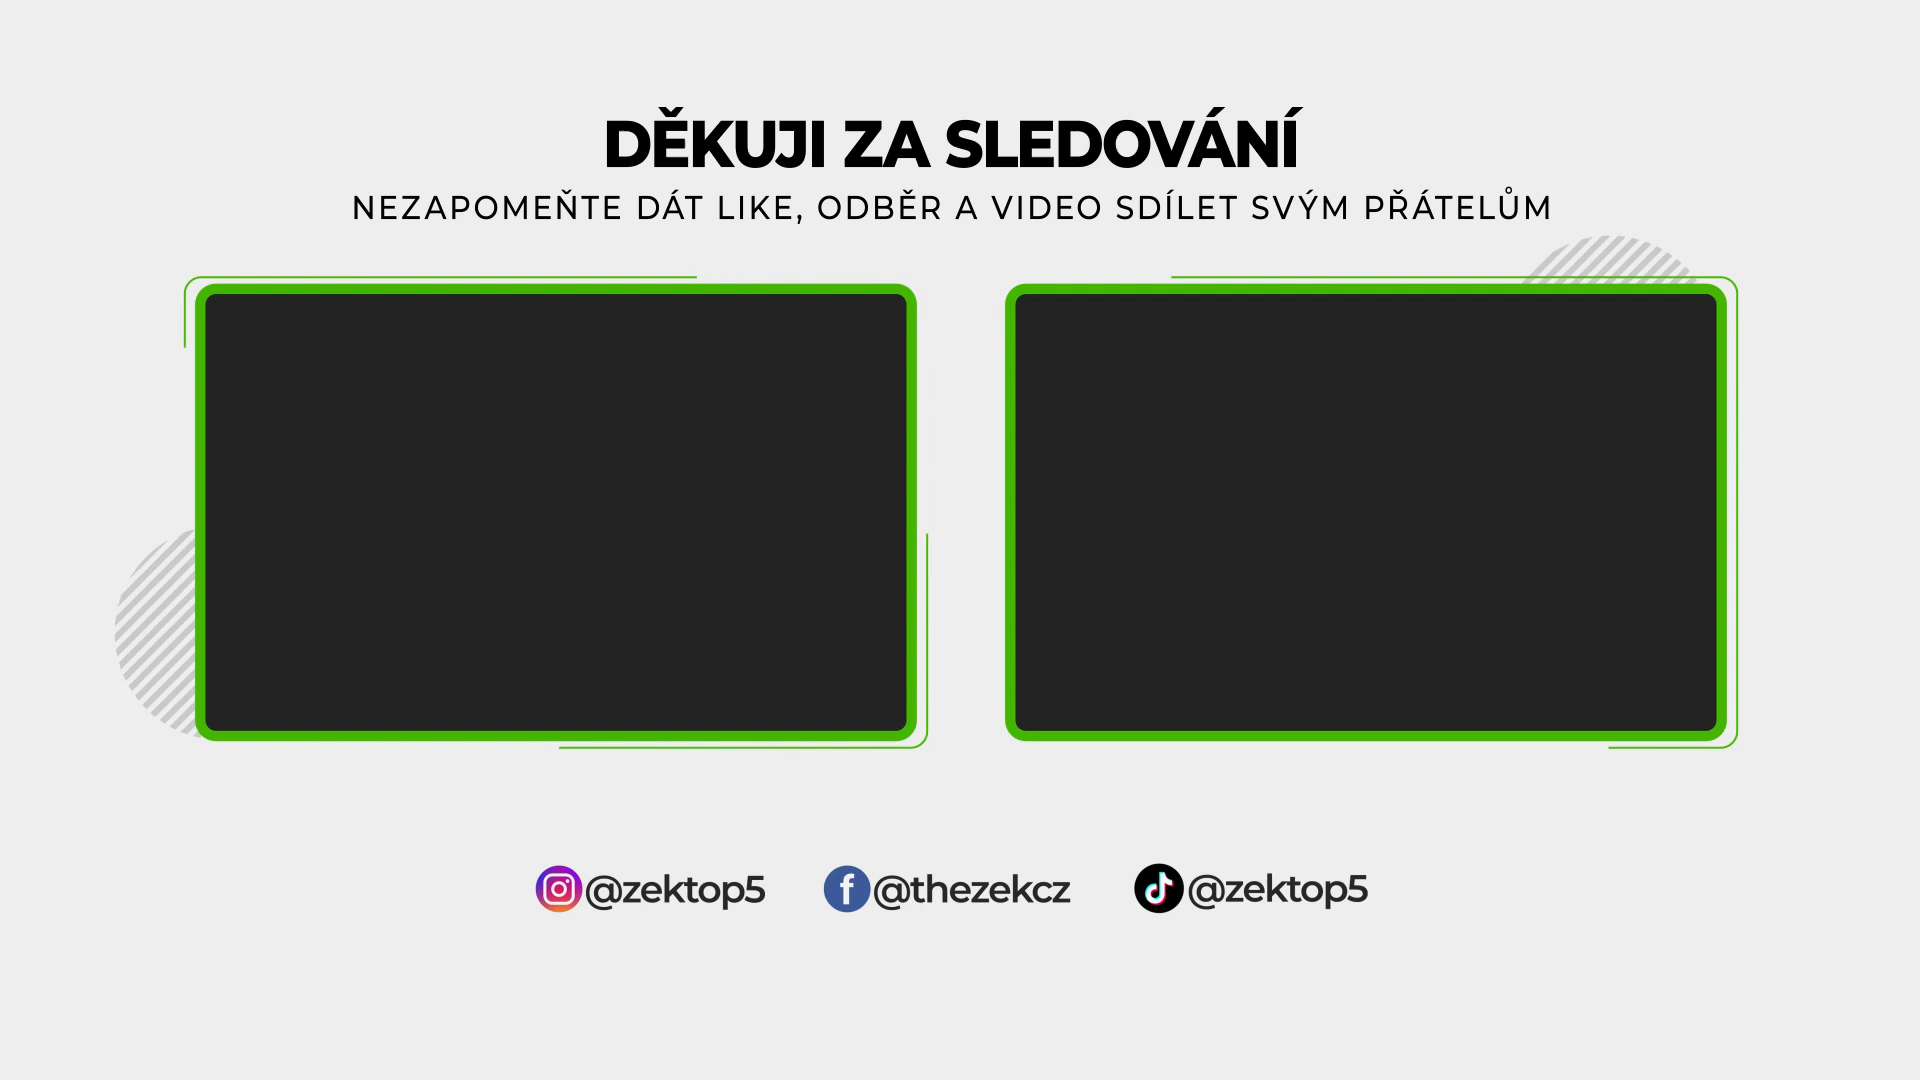 DĚKUJI ZA SLEDOVÁNÍ
NEZAPOMEŇTE DÁT LIKE, ODBĚR A VIDEO SDÍLET SVÝM PŘÁTELŮM
@zektop5 @thezekcz @zektop5